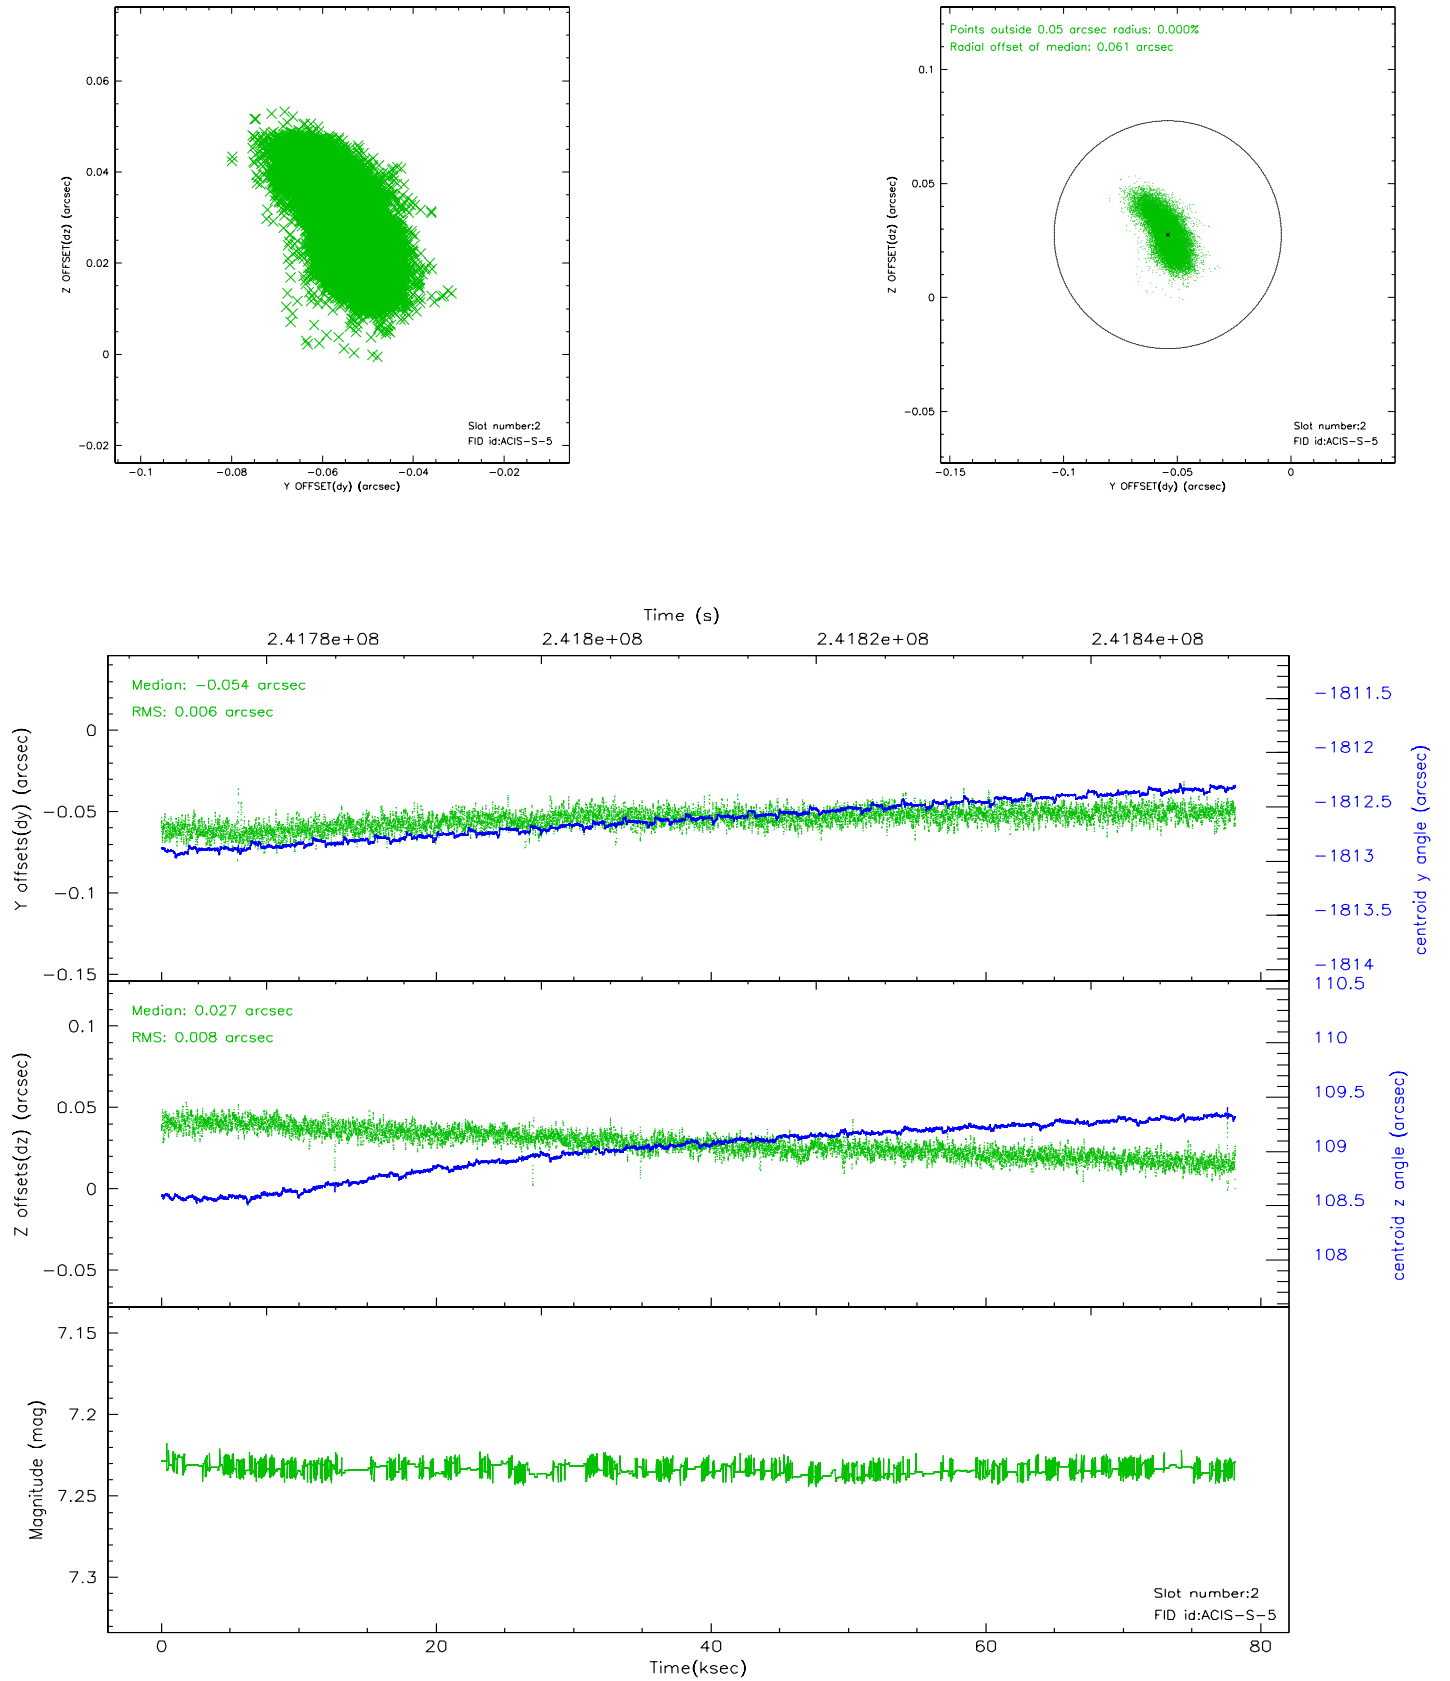 0.06
0.04
0.02
0
−0.02
Z OFFSET(dz) (arcsec)
−0.1 −0.08 −0.06 −0.04 −0.02
Y OFFSET(dy) (arcsec)
Slot number:2
FID id:ACIS−S−5
Points outside 0.05 arcsec radius: 0.000%
Radial offset of median: 0.061 arcsec
0.1
0.05
0
−0.05
Z OFFSET(dz) (arcsec)
−0.15 −0.1 −0.05 0
Y OFFSET(dy) (arcsec)
Slot number:2
FID id:ACIS−S−5
Time (s)
2.4178e+08 2.418e+08 2.4182e+08 2.4184e+08
Median: −0.054 arcsec
RMS: 0.006 arcsec
0
−0.05
−0.1
−0.15
Y offsets(dy) (arcsec)
−1811.5
−1812
−1812.5
−1813
−1813.5
−1814
centroid y angle (arcsec)
Median: 0.027 arcsec
RMS: 0.008 arcsec
0.1
0.05
0
−0.05
Z offsets(dz) (arcsec)
110.5
110
109.5
109
108.5
108
centroid z angle (arcsec)
7.15
7.2
7.25
7.3
Magnitude (mag)
Slot number:2
FID id:ACIS−S−5
0 20 40 60 80
Time(ksec)